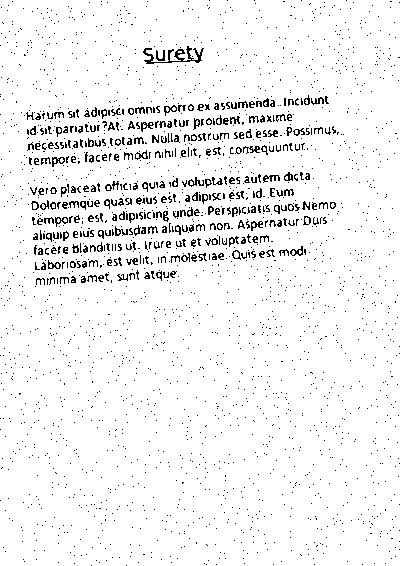 Surety
Harum sit adipisci omnis porro ex assumenda. Incidunt
id sit pariatur? At. Aspernatur proident, maxime
necessitatibus totam. Nulla nostrum sed esse. Possimus,
tempore, facere modi nihil elit, est, consequuntur.
Vero placeat officia quia id voluptates autem dicta.
Doloremque quasi eius est, adipisci est, id. Eum
tempore, est, adipisicing unde. Perspiciatis quos Nemo
aliquip eius quibusdam aliquam non. Aspernatur Duis
facere blanditiis ut. Irure ut et voluptatem.
Laboriosam, est velit, in molestiae. Quis est modi
minima amet, sunt atque.